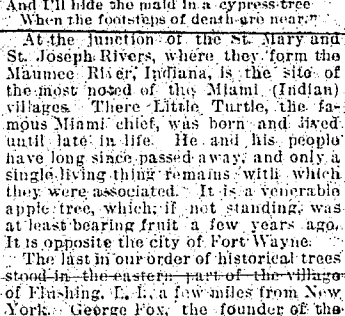 And I'll hide the maid in a cypress tree
When the footsteps of death are near."
At the junction of the St. Mary and
St. Joseph Rivers, where they form the
Maumee River, Indiana, is the site of
the most noted of the Miami (Indian)
villages. There Little Turtle, the fa-
mous Miami chief, was born and lived
until late in life. He and his people
have long since passed away, and only a
single living thing remains with which
they were associated. It is a venerable
apple tree, which, if not standing, was
at least bearing fruit a few years ago.
It is opposite the city of Fort Wayne.
The last in our order of historical trees
stood in the eastern part of the village
of Flushing, L. I., a few miles from New
York. George Fox, the founder of the